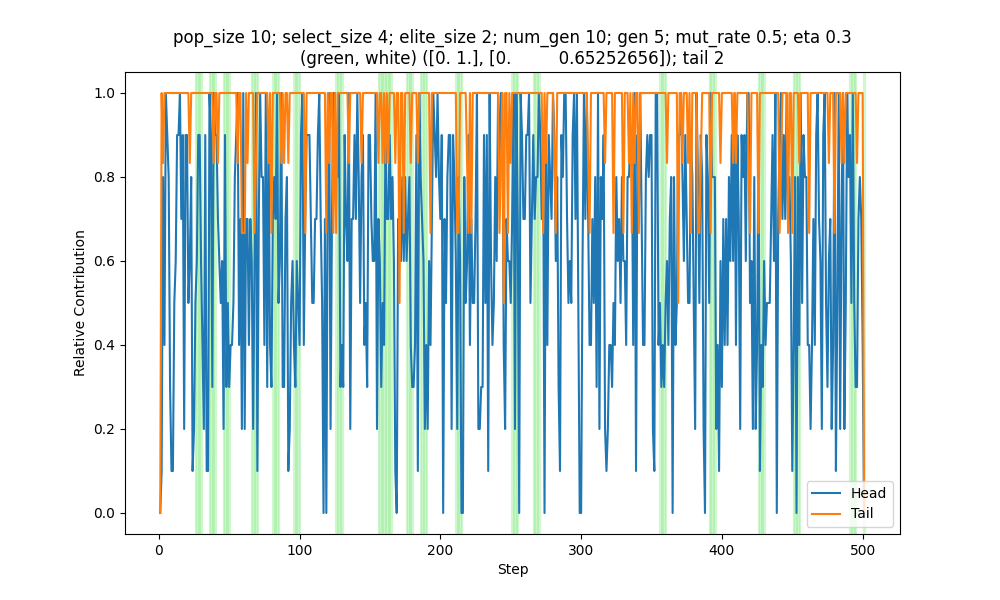 pop_size 10; select_size 4; elite_size 2; num_gen 10; gen 5; mut_rate 0.5; eta 0.3
(green, white) ([0. 1.], [0.         0.65252656]); tail 2
1.0
0.8
0.6
0.4
0.2
0.0
Relative Contribution
Head
Tail
0
100
200
300
400
500
Step